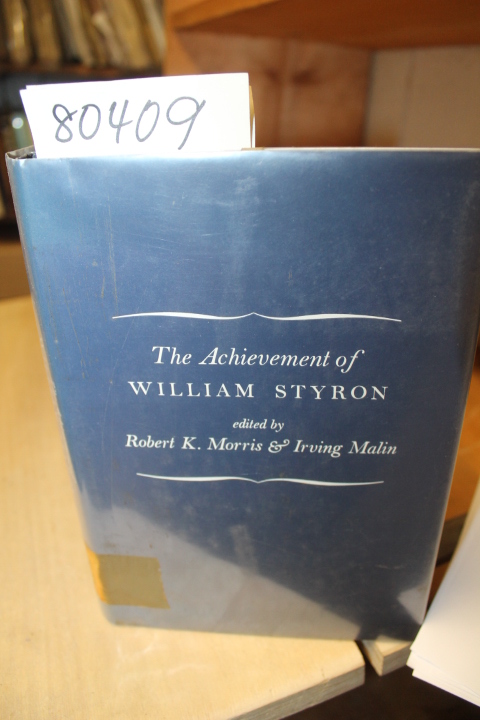 80409
The Achievement of
WILLIAM STYRON
edited by
Robert K. Morris & Irving Malin